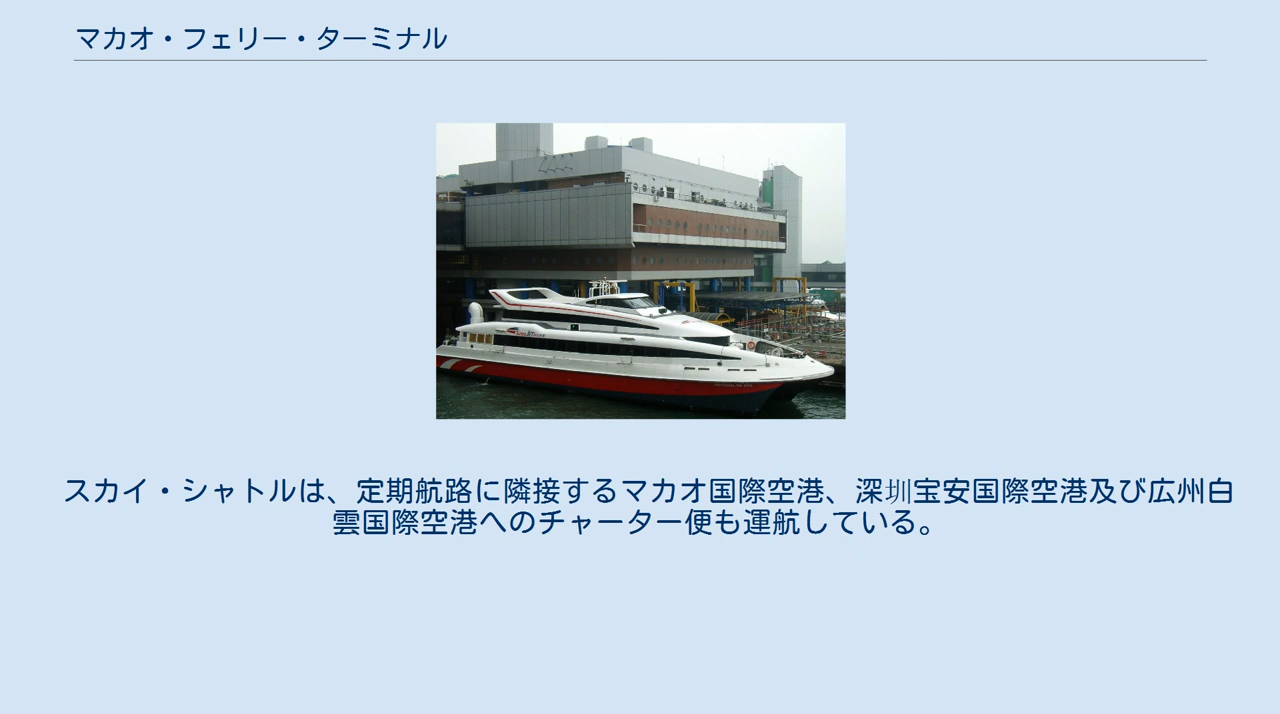 マカオ・フェリー・ターミナル
スカイ・シャトルは、定期航路に隣接するマカオ国際空港、深圳宝安国際空港及び広州白
雲国際空港へのチャーター便も運航している。